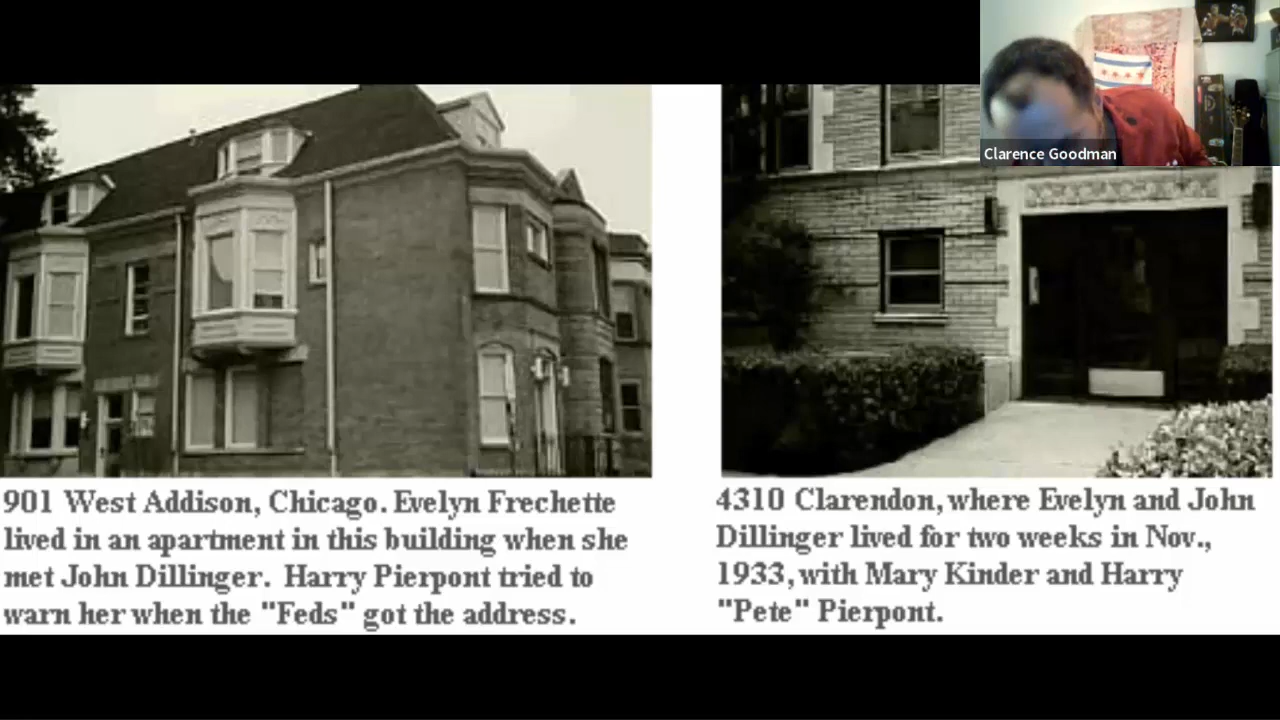 Clarence Goodman
901 West Addison, Chicago. Evelyn Frechette
lived in an apartment in this building when she
met John Dillinger. Harry Pierpont tried to
warn her when the "Feds" got the address.
4310 Clarendon, where Evelyn and John
Dillinger lived for two weeks in Nov.,
1933, with Mary Kinder and Harry
"Pete" Pierpont.